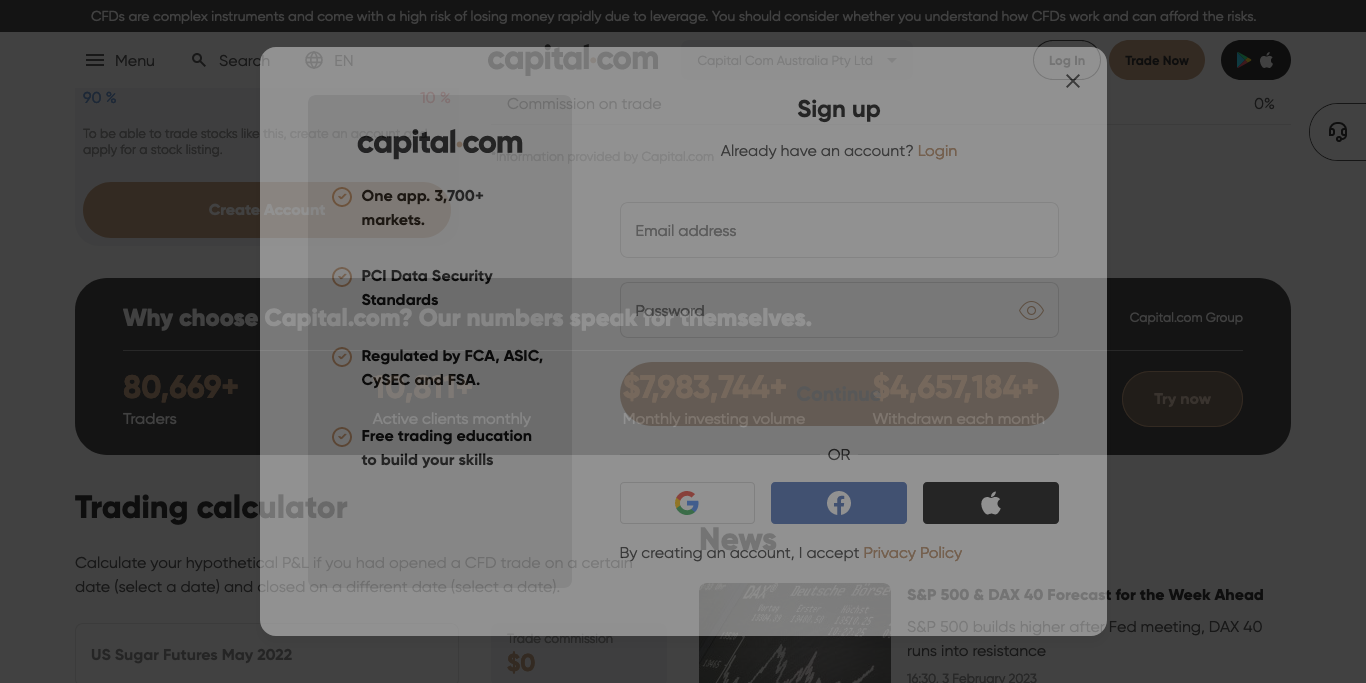 CFDs are complex instruments and come with a high risk of losing money rapidly due to leverage. You should consider whether you understand how CFDs work and can afford the risks.
Menu
Search
EN
capital.com
Capital Com Australia Pty Ltd
Log In
Trade Now
90 %
10 %
To be able to trade stocks like this, create an account and
apply for a stock listing.
Create Account
Commission on trade
0%
*Information provided by Capital.com
capital.com
One app. 3,700+
markets.
PCI Data Security
Standards
Regulated by FCA, ASIC,
CySEC and FSA.
Free trading education
to build your skills
Sign up
Already have an account? Login
Email address
Password
Continue
OR
By creating an account, I accept Privacy Policy
Why choose Capital.com? Our numbers speak for themselves.
Capital.com Group
80,669+
Traders
10,811+
Active clients monthly
$7,983,744+
Monthly investing volume
$4,657,184+
Withdrawn each month
Try now
Trading calculator
Calculate your hypothetical P&L if you had opened a CFD trade on a certain
date (select a date) and closed on a different date (select a date).
US Sugar Futures May 2022
Trade commission
$0
News
DAX
Deutsche Börse
S&P 500 & DAX 40 Forecast for the Week Ahead
S&P 500 builds higher after Fed meeting, DAX 40
runs into resistance
16:30, 3 February 2023